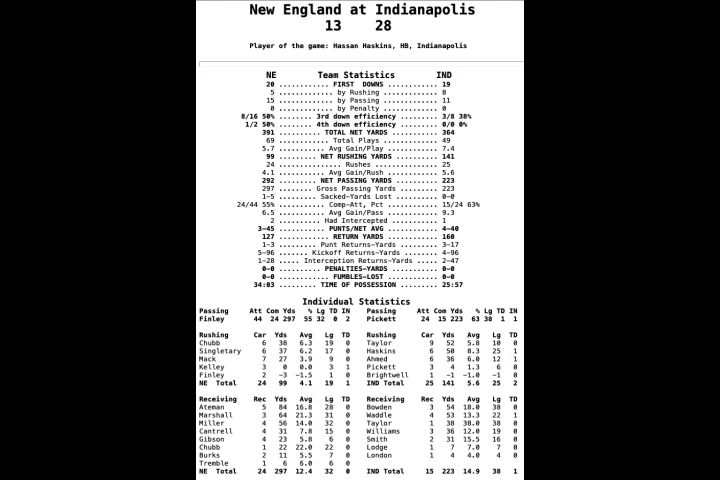 New England at Indianapolis
13 28
Player of the game: Hassan Haskins, HB, Indianapolis
NE Team Statistics IND
20 ............ FIRST DOWNS ............ 19
5 ............ by Rushing ............ 8
15 ............ by Passing ............ 11
0 ............ by Penalty ............ 0
8/16 50% ........ 3rd down efficiency ........ 3/8 38%
1/2 50% ........ 4th down efficiency ........ 0/0 0%
391 .......... TOTAL NET YARDS .......... 364
69 ............ Total Plays ............ 49
5.7 ........... Avg Gain/Play ........... 7.4
99 ......... NET RUSHING YARDS ......... 141
24 .............. Rushes .............. 25
4.1 ........... Avg Gain/Rush ........... 5.6
292 ......... NET PASSING YARDS ......... 223
297 ........ Gross Passing Yards ........ 223
1-5 ......... Sacked-Yards Lost ......... 0-0
24/44 55% .......... Comp-Att, Pct .......... 15/24 63%
6.5 ........... Avg Gain/Pass ........... 9.3
2 .......... Had Intercepted .......... 1
3-45 .......... PUNTS/NET AVG .......... 4-40
127 ............ RETURN YARDS ............ 160
1-3 ........ Punt Returns-Yards ........ 3-17
5-96 ....... Kickoff Returns-Yards ....... 4-96
1-28 ..... Interception Returns-Yards ..... 2-47
0-0 .......... PENALTIES-YARDS .......... 0-0
0-0 ........... FUMBLES-LOST ........... 0-0
34:03 ......... TIME OF POSSESSION ......... 25:57
Individual Statistics
Passing Att Com Yds % Lg TD IN Passing Att Com Yds % Lg TD IN
Finley 44 24 297 55 32 0 2 Pickett 24 15 223 63 38 1 1
Rushing Car Yds Avg Lg TD Rushing Car Yds Avg Lg TD
Chubb 6 38 6.3 19 0 Taylor 9 52 5.8 10 0
Singletary 6 37 6.2 17 0 Haskins 6 50 8.3 25 1
Mack 7 27 3.9 9 0 Ahmed 6 36 6.0 12 1
Kelley 3 0 0.0 3 1 Pickett 3 4 1.3 6 0
Finley 2 -3 -1.5 1 0 Brightwell 1 -1 -1.0 -1 0
NE Total 24 99 4.1 19 1 IND Total 25 141 5.6 25 2
Receiving Rec Yds Avg Lg TD Receiving Rec Yds Avg Lg TD
Ateman 5 84 16.8 28 0 Bowden 3 54 18.0 38 0
Marshall 3 64 21.3 31 0 Waddle 4 53 13.3 22 1
Miller 4 56 14.0 32 0 Taylor 1 38 38.0 38 0
Cantrell 4 31 7.8 15 0 Williams 3 36 12.0 19 0
Gibson 4 23 5.8 6 0 Smith 2 31 15.5 16 0
Chubb 1 22 22.0 22 0 Lodge 1 7 7.0 7 0
Burks 2 11 5.5 7 0 London 1 4 4.0 4 0
Tremble 1 6 6.0 6 0
NE Total 24 297 12.4 32 0 IND Total 15 223 14.9 38 1